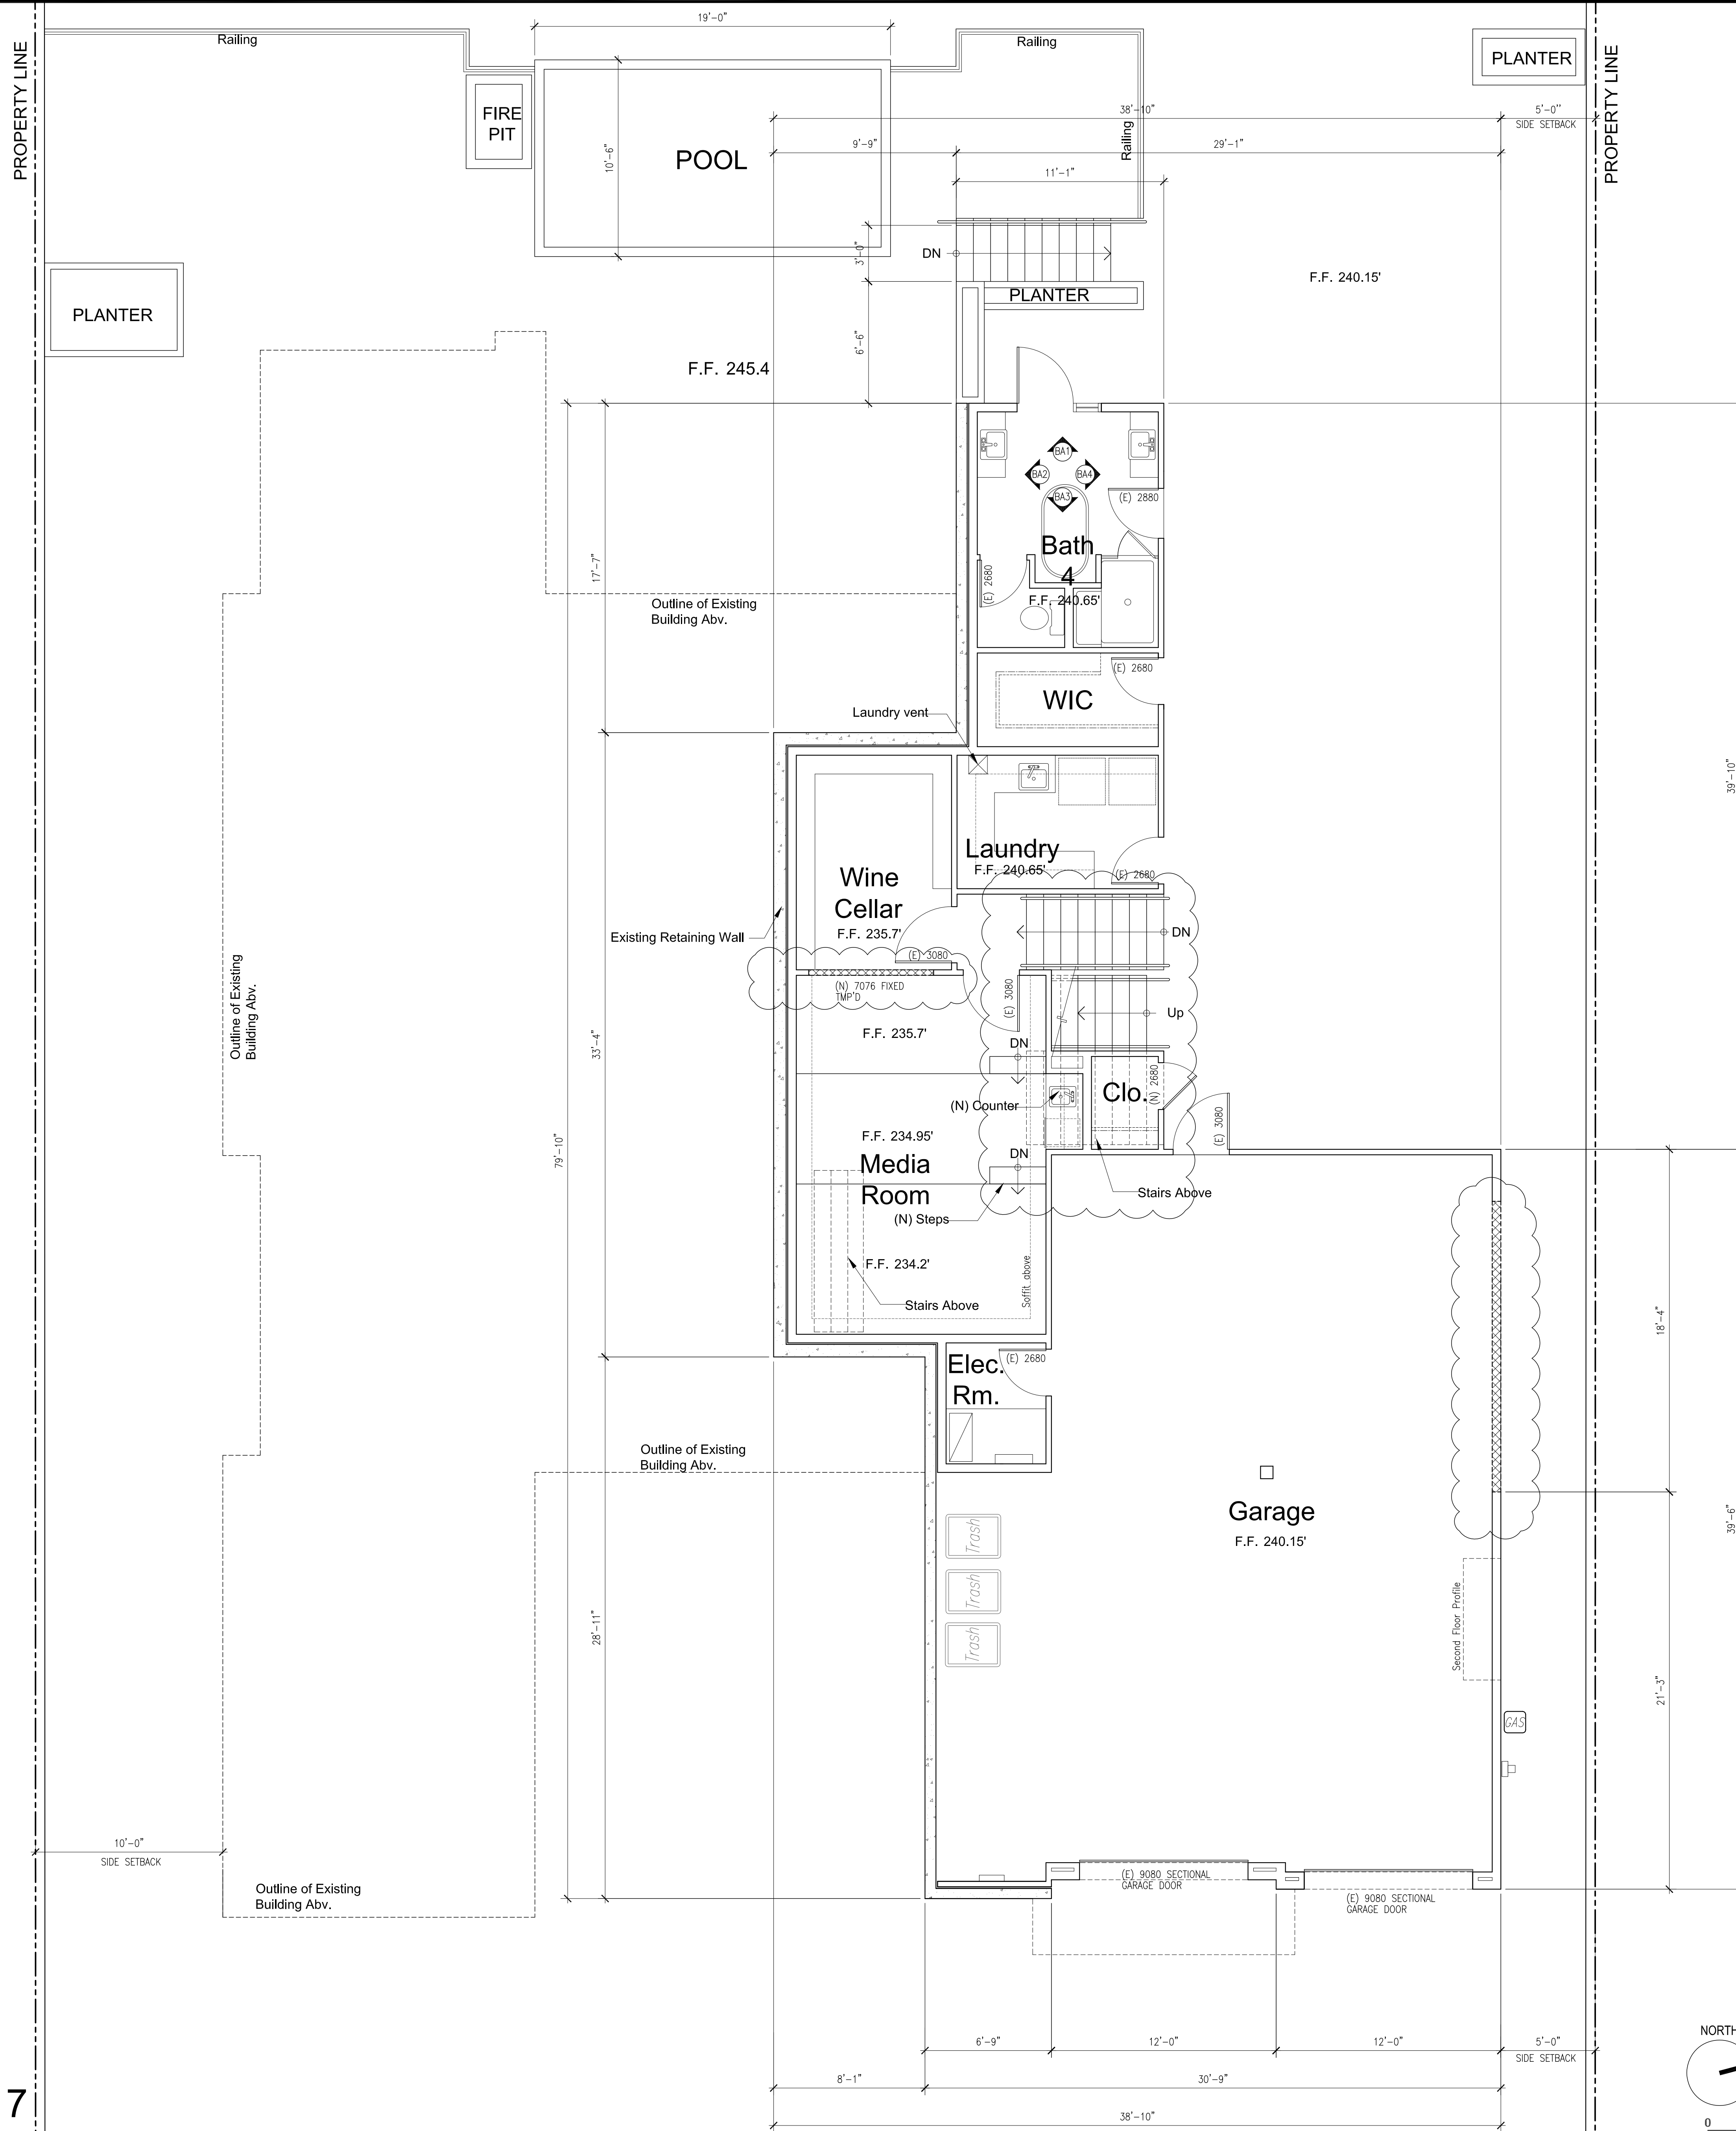 19'-0"
Railing
Railing
PROPERTY LINE
PLANTER
PROPERTY LINE
FIRE
PIT
38'-10"
5'-0"
SIDE SETBACK
10'-6"
POOL
Railing
9'-9"
29'-1"
11'-1"
3'-0"
DN
F.F. 240.15'
PLANTER
PLANTER
6'-6"
F.F. 245.4
BA1
BA2
BA4
BA3
(E) 2880
Bath
4
F.F. 240.65'
(E) 2680
17'-7"
Outline of Existing
Building Abv.
(E) 2680
WIC
Laundry vent
39'-10"
Laundry
F.F. 240.65'
(E) 2680
Wine
Cellar
F.F. 235.7'
(E) 3080
Existing Retaining Wall
DN
Outline of Existing
Building Abv.
(N) 7076 FIXED
TMP'D
(E) 3080
Up
F.F. 235.7'
DN
33'-4"
Clo.
(N) 2680
(N) Counter
(E) 3080
79'-10"
F.F. 234.95'
Media
Room
DN
Stairs Above
(N) Steps
F.F. 234.2'
Soffit above
Stairs Above
18'-4"
Elec.
Rm.
(E) 2680
Outline of Existing
Building Abv.
Garage
F.F. 240.15'
39'-6"
Trash
Trash
Trash
Second Floor Profile
28'-11"
21'-3"
GAS
10'-0"
SIDE SETBACK
(E) 9080 SECTIONAL
GARAGE DOOR
(E) 9080 SECTIONAL
GARAGE DOOR
Outline of Existing
Building Abv.
6'-9"
12'-0"
12'-0"
5'-0"
SIDE SETBACK
NORTH
8'-1"
30'-9"
7
38'-10"
0